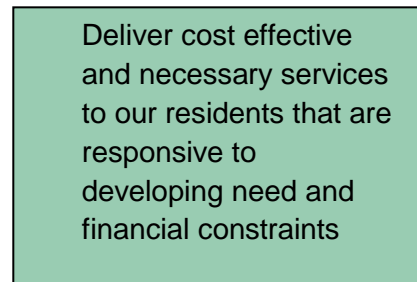 Deliver cost effective
and necessary services
to our residents that are
responsive to
developing need and
financial constraints